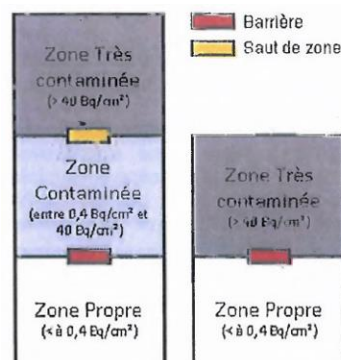 Zone Très
contaminée
(> 40 Bq/cm²)
Zone
Contaminée
(entre 0,4 Bq/cm² et
40 Bq/cm²)
Zone Propre
(< à 0,4 Bq/cm²)
Barrière
Saut de zone
Zone Très
contaminée
(> 40 Bq/cm²)
Zone Propre
(< à 0,4 Bq/cm²)